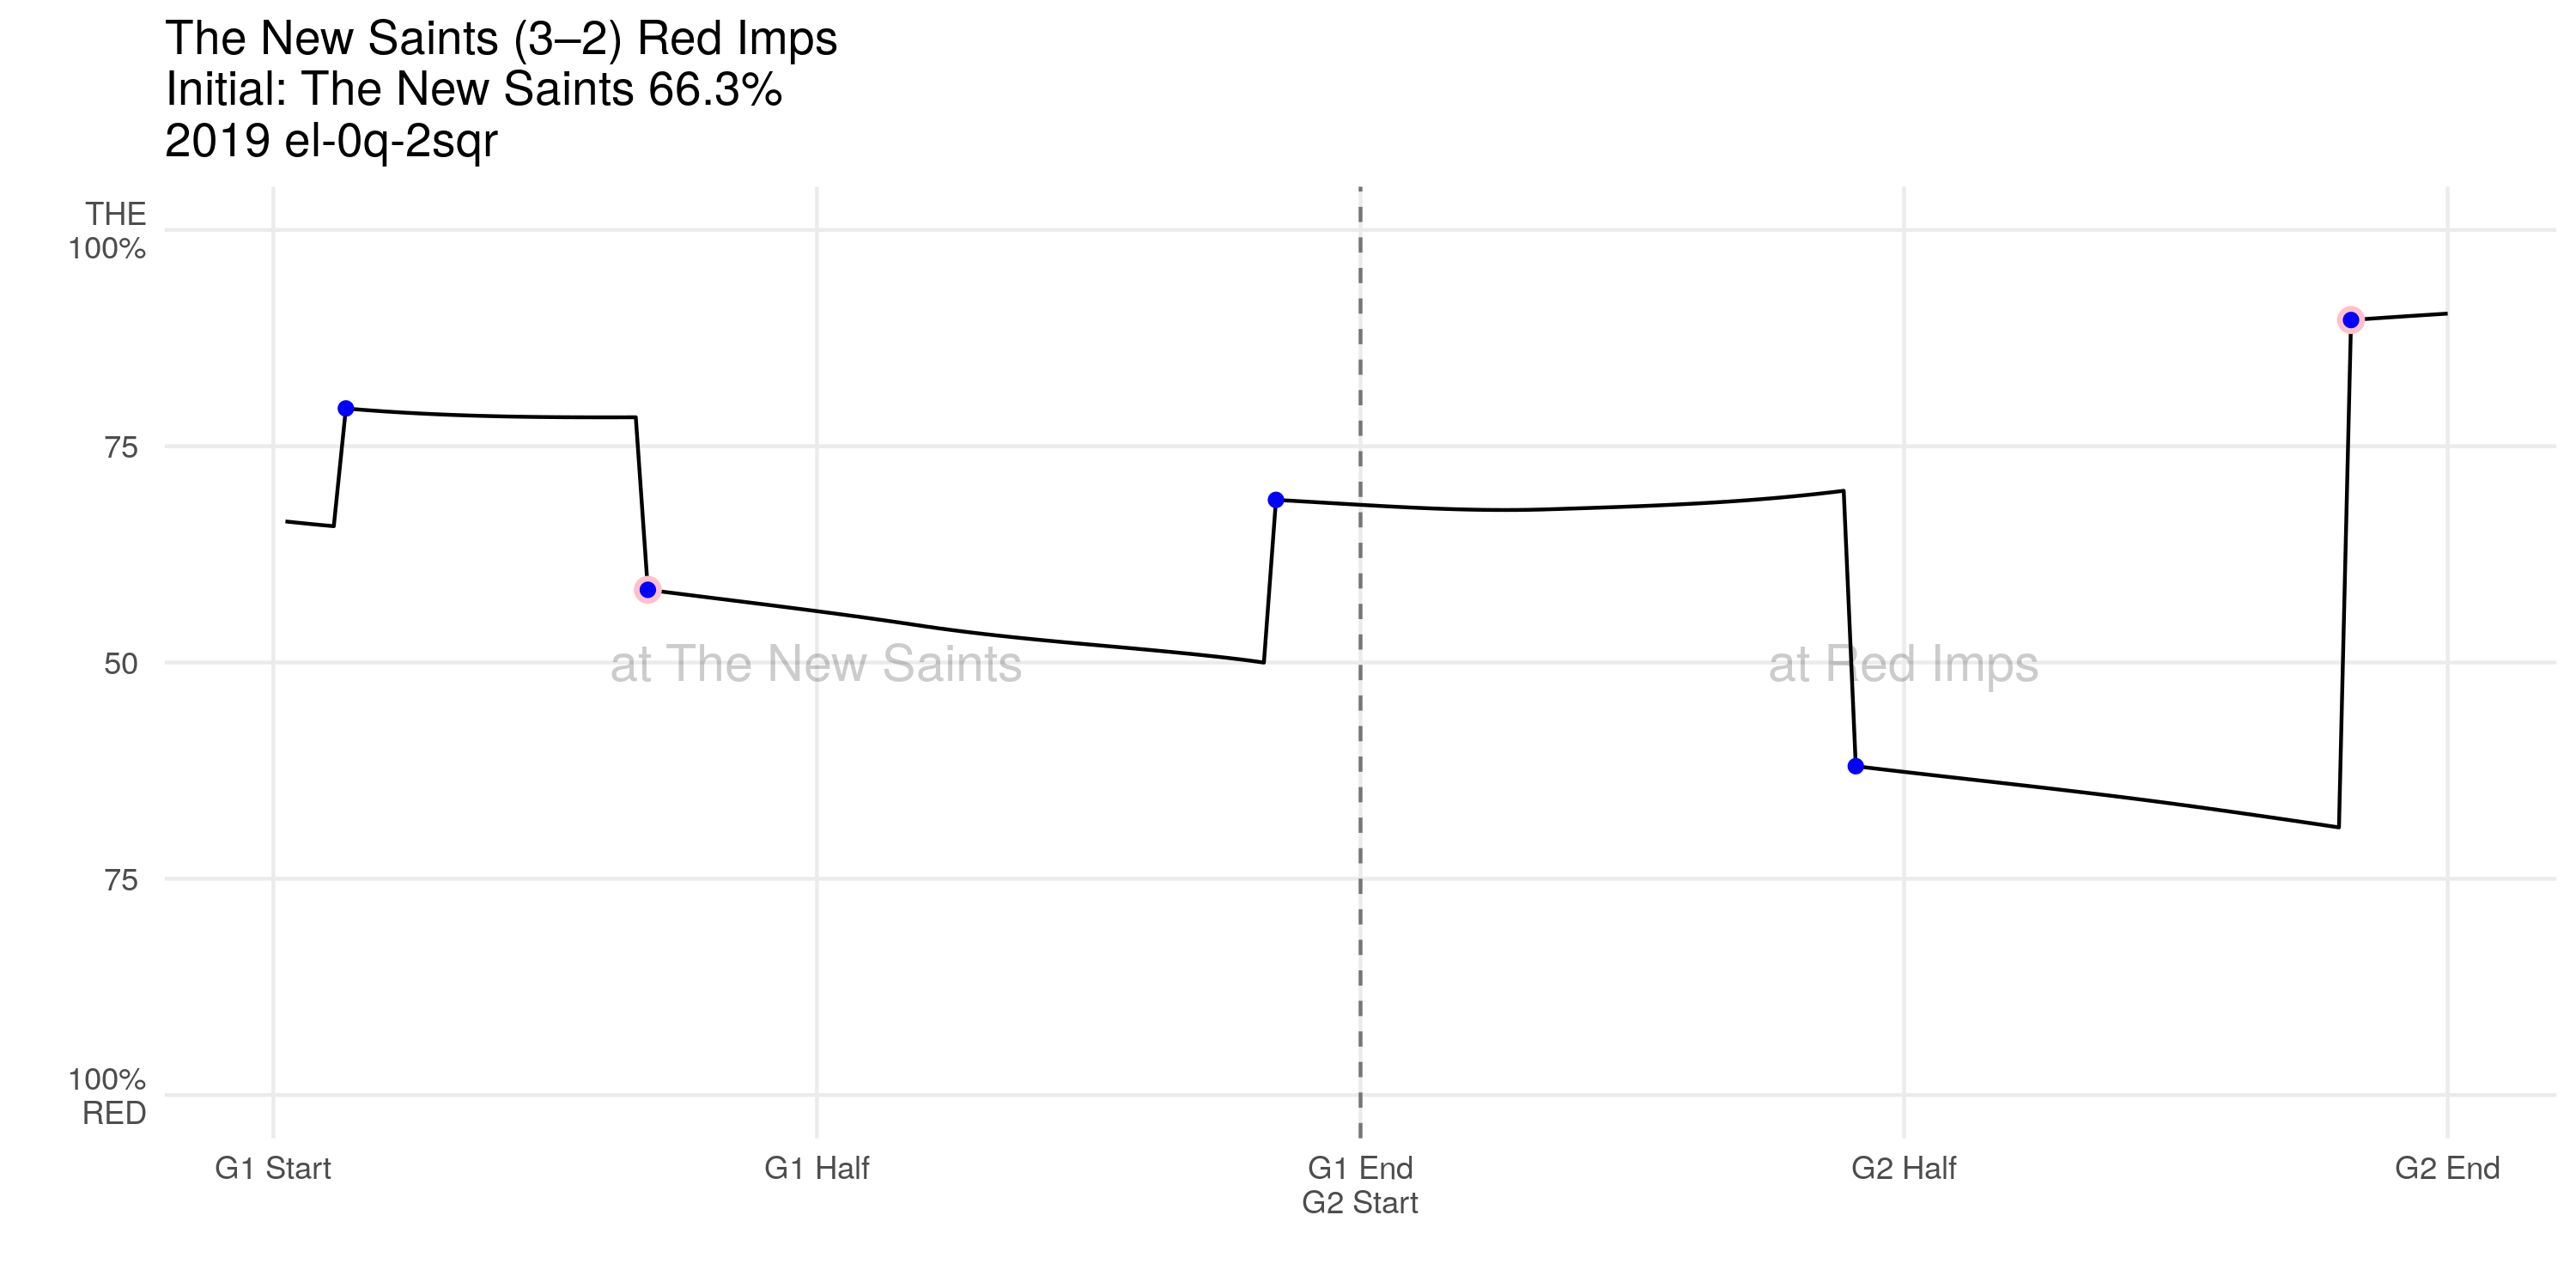 The New Saints (3–2) Red Imps
Initial: The New Saints 66.3%
2019 el-0q-2sqr
THE
100%
75
50
75
100%
RED
at The New Saints
at Red Imps
G1 Start
G1 Half
G1 End
G2 Start
G2 Half
G2 End